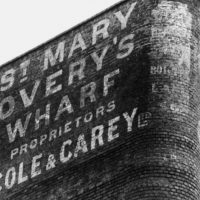 ST MARY
OVERY'S
WHARF
PROPRIETORS
COLE & CAREY LD